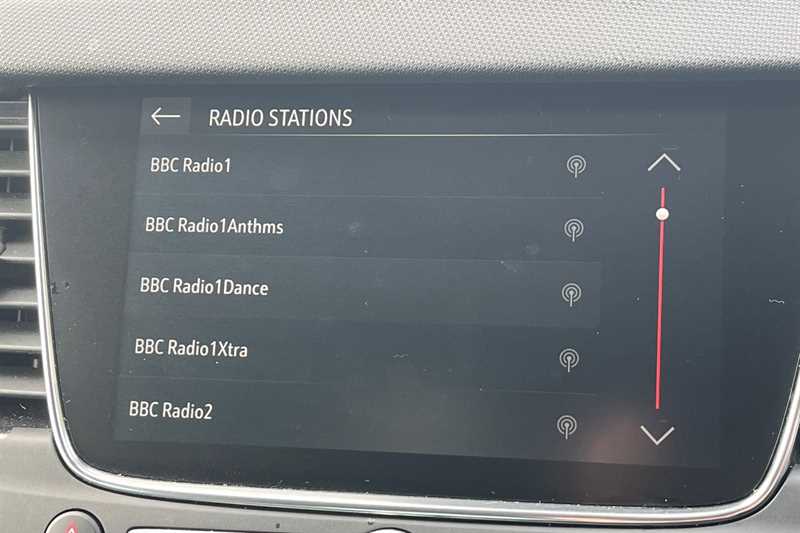 RADIO STATIONS
BBC Radio1
BBC Radio1Anthms
BBC Radio1Dance
BBC Radio1Xtra
BBC Radio2